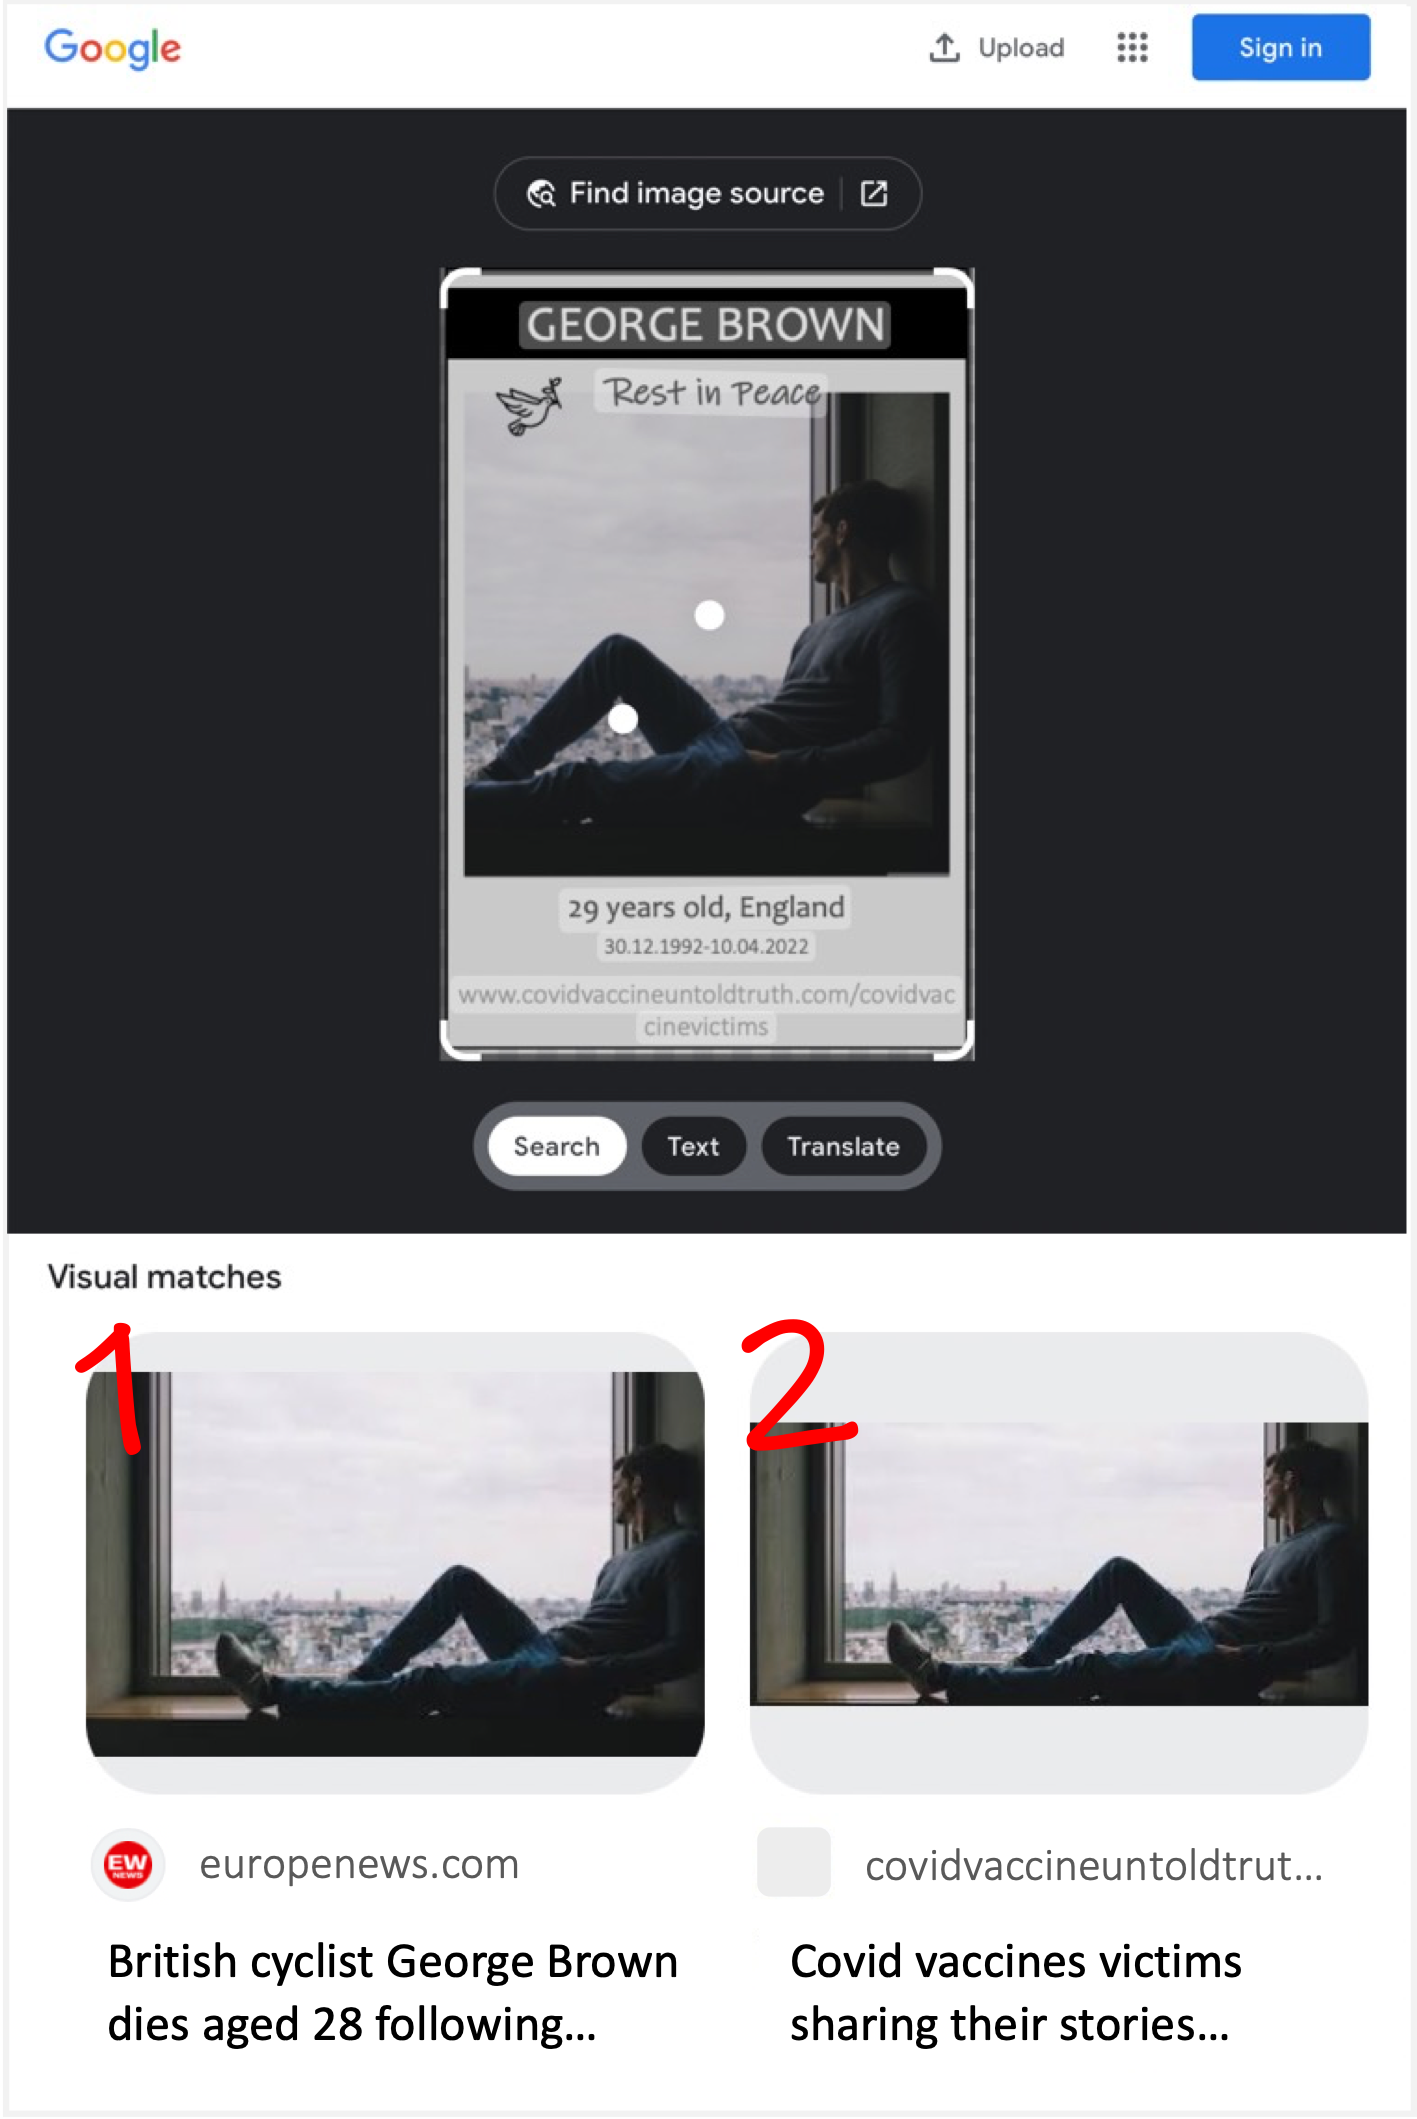 Google
Upload
Sign in
Find image source
GEORGE BROWN
Rest in Peace
29 years old, England
30.12.1992-10.04.2022
www.covidvaccineuntoldtruth.com/covidvac
cinevictims
Search
Text
Translate
Visual matches
1
2
EW
NEWS
europenews.com
covidvaccineuntoldtrut...
British cyclist George Brown
dies aged 28 following...
Covid vaccines victims
sharing their stories...